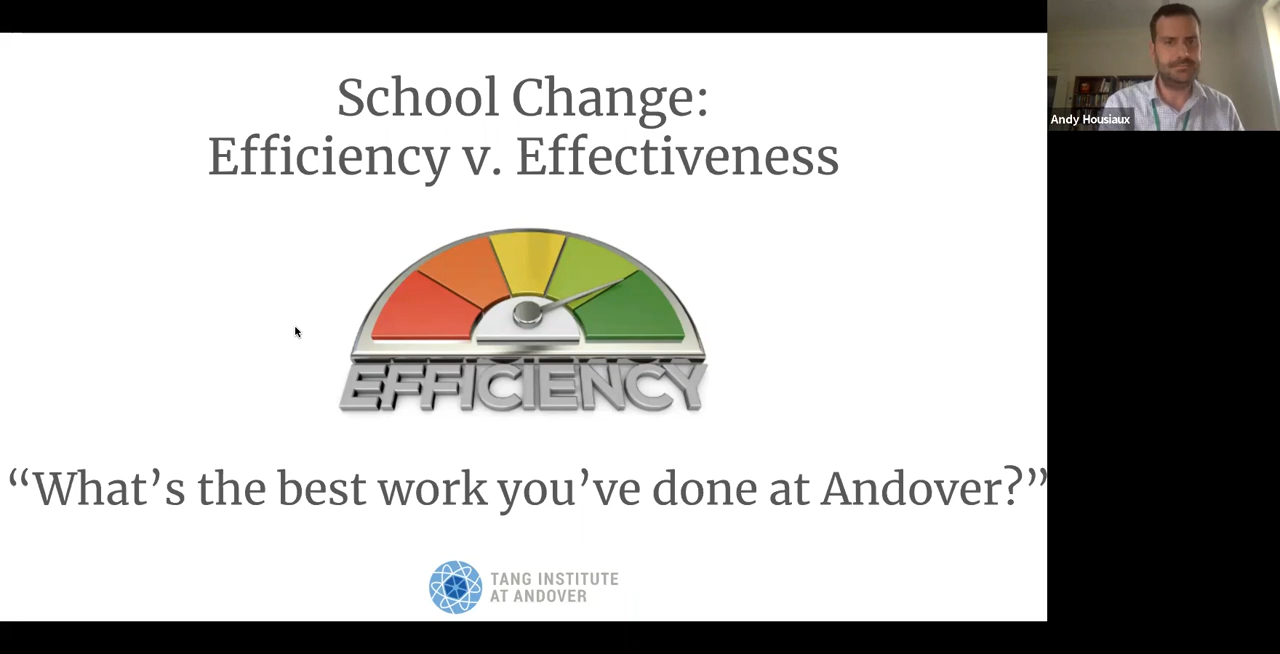 School Change:
Efficiency v. Effectiveness
EFFICIENCY
“What’s the best work you’ve done at Andover?”
TANG INSTITUTE
AT ANDOVER
Andy Housiaux